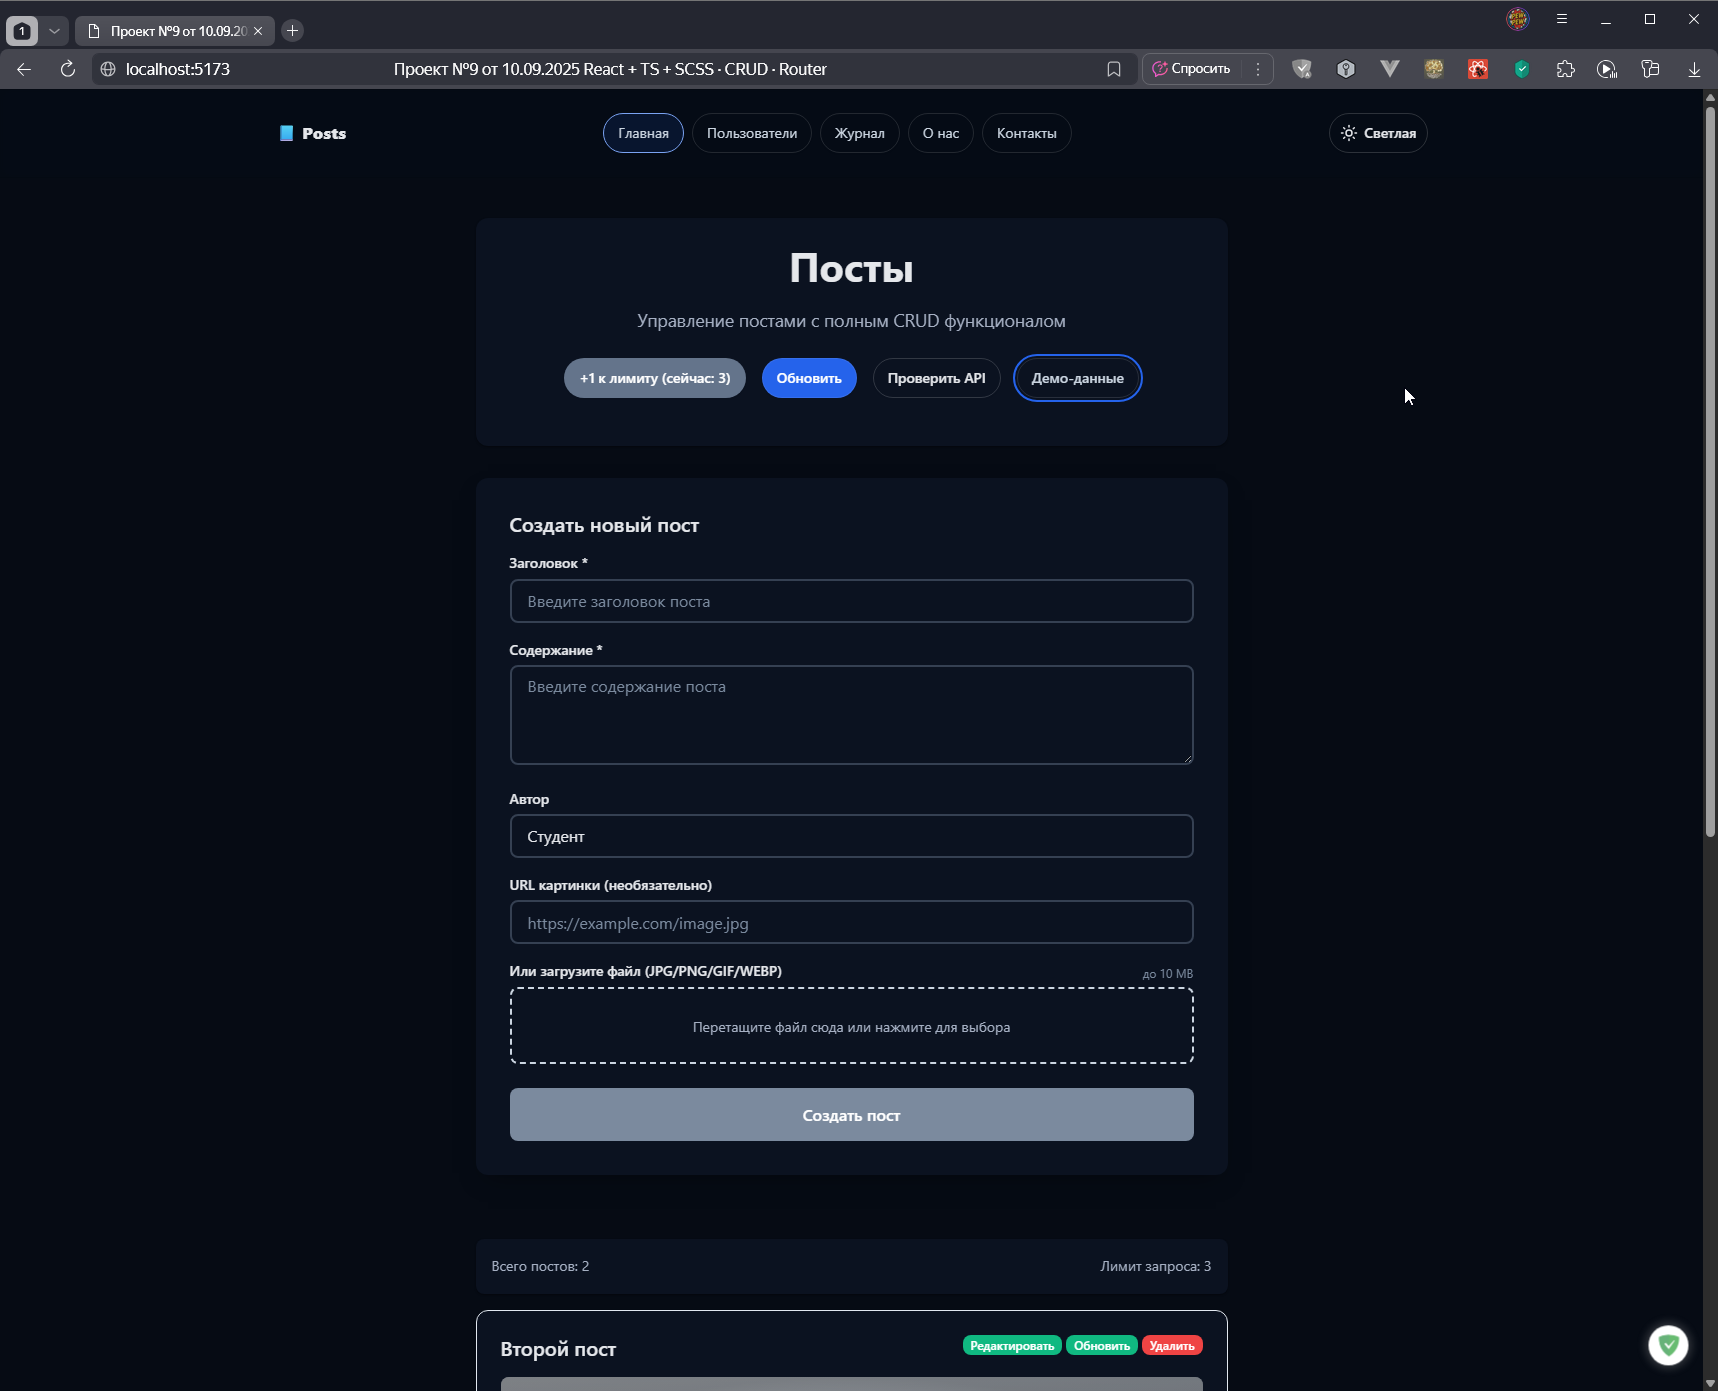 1
Проект №9 от 10.09.20
localhost:5173
Проект №9 от 10.09.2025 React + TS + SCSS · CRUD · Router
Спросить
Posts
Главная
Пользователи
Журнал
О нас
Контакты
Светлая
Посты
Управление постами с полным CRUD функционалом
+1 к лимиту (сейчас: 3)
Обновить
Проверить API
Демо-данные
Создать новый пост
Заголовок *
Введите заголовок поста
Содержание *
Введите содержание поста
Автор
Студент
URL картинки (необязательно)
https://example.com/image.jpg
Или загрузите файл (JPG/PNG/GIF/WEBP)
до 10 MB
Перетащите файл сюда или нажмите для выбора
Создать пост
Всего постов: 2
Лимит запроса: 3
Второй пост
Редактировать
Обновить
Удалить